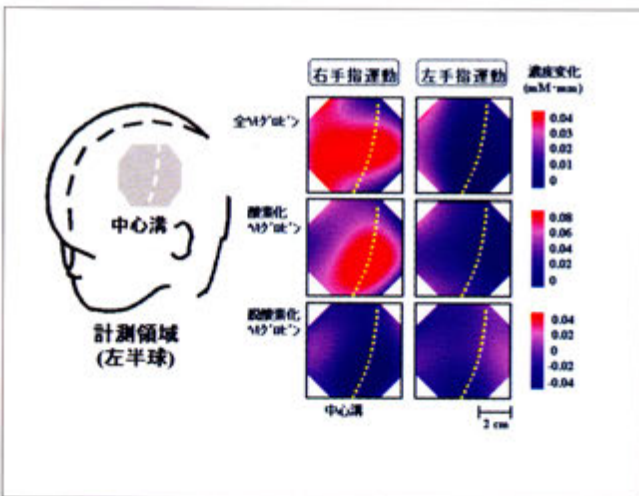 右手指運動
左手指運動
濃度変化
(mM·mm)
全ヘモグロビン
0.04
0.03
0.02
0.01
0
中心溝
酸素化
ヘモグロビン
0.08
0.06
0.04
0.02
0
計測領域
(左半球)
脱酸素化
ヘモグロビン
0.04
0.02
0
-0.02
-0.04
中心溝
2 cm